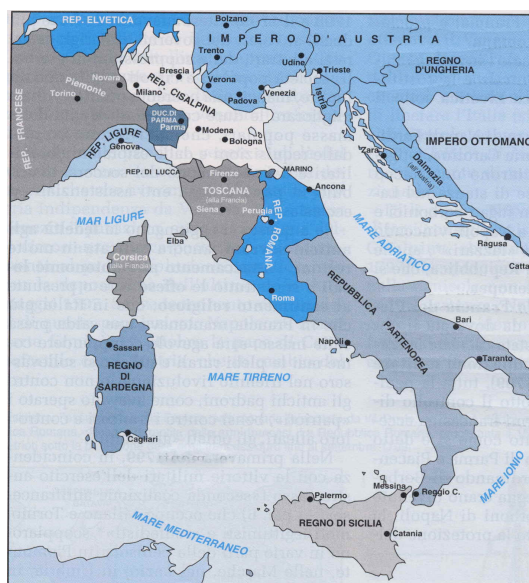 REP. ELVETICA
Bolzano
IMPERO D'AUSTRIA
Trento
Udine
REGNO
D'UNGHERIA
Trieste
Brescia
Verona
Novara
Milano
REP. CISALPINA
Padova
Venezia
Istria
Piemonte
Torino
REP. FRANCESE
DUC. DI
PARMA
Parma
Modena
Bologna
IMPERO OTTOMANO
Zara
Dalmazia
(all'Austria)
REP. LIGURE
Genova
REP. DI LUCCA
Firenze
MARINO
TOSCANA
(alla Francia)
Ancona
Siena
Perugia
REP. ROMANA
MAR LIGURE
MARE ADRIATICO
Ragusa
Catta
Elba
Corsica
(alla Francia)
Roma
REPUBBLICA PARTENOPEA
Bari
Napoli
Taranto
Sassari
REGNO
DI
SARDEGNA
MARE TIRRENO
Cagliari
Palermo
Messina
Reggio C.
MARE IONIO
REGNO DI SICILIA
Catania
MARE MEDITERRANEO